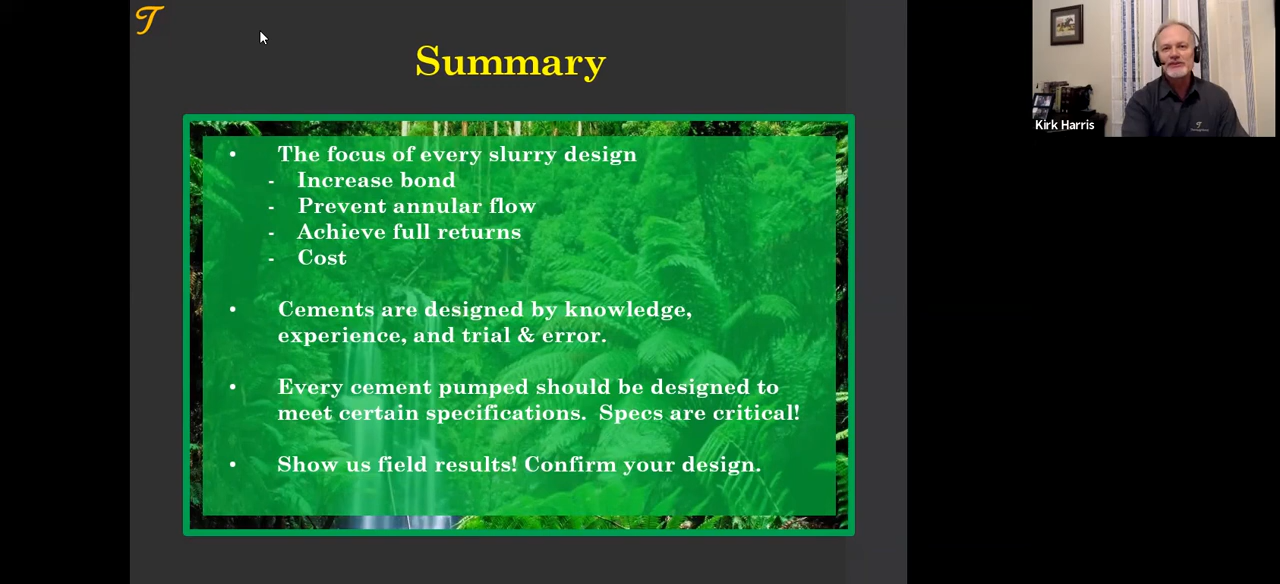 T
Summary
• The focus of every slurry design
- Increase bond
- Prevent annular flow
- Achieve full returns
- Cost
• Cements are designed by knowledge,
experience, and trial & error.
• Every cement pumped should be designed to
meet certain specifications.  Specs are critical!
• Show us field results! Confirm your design.
Kirk Harris